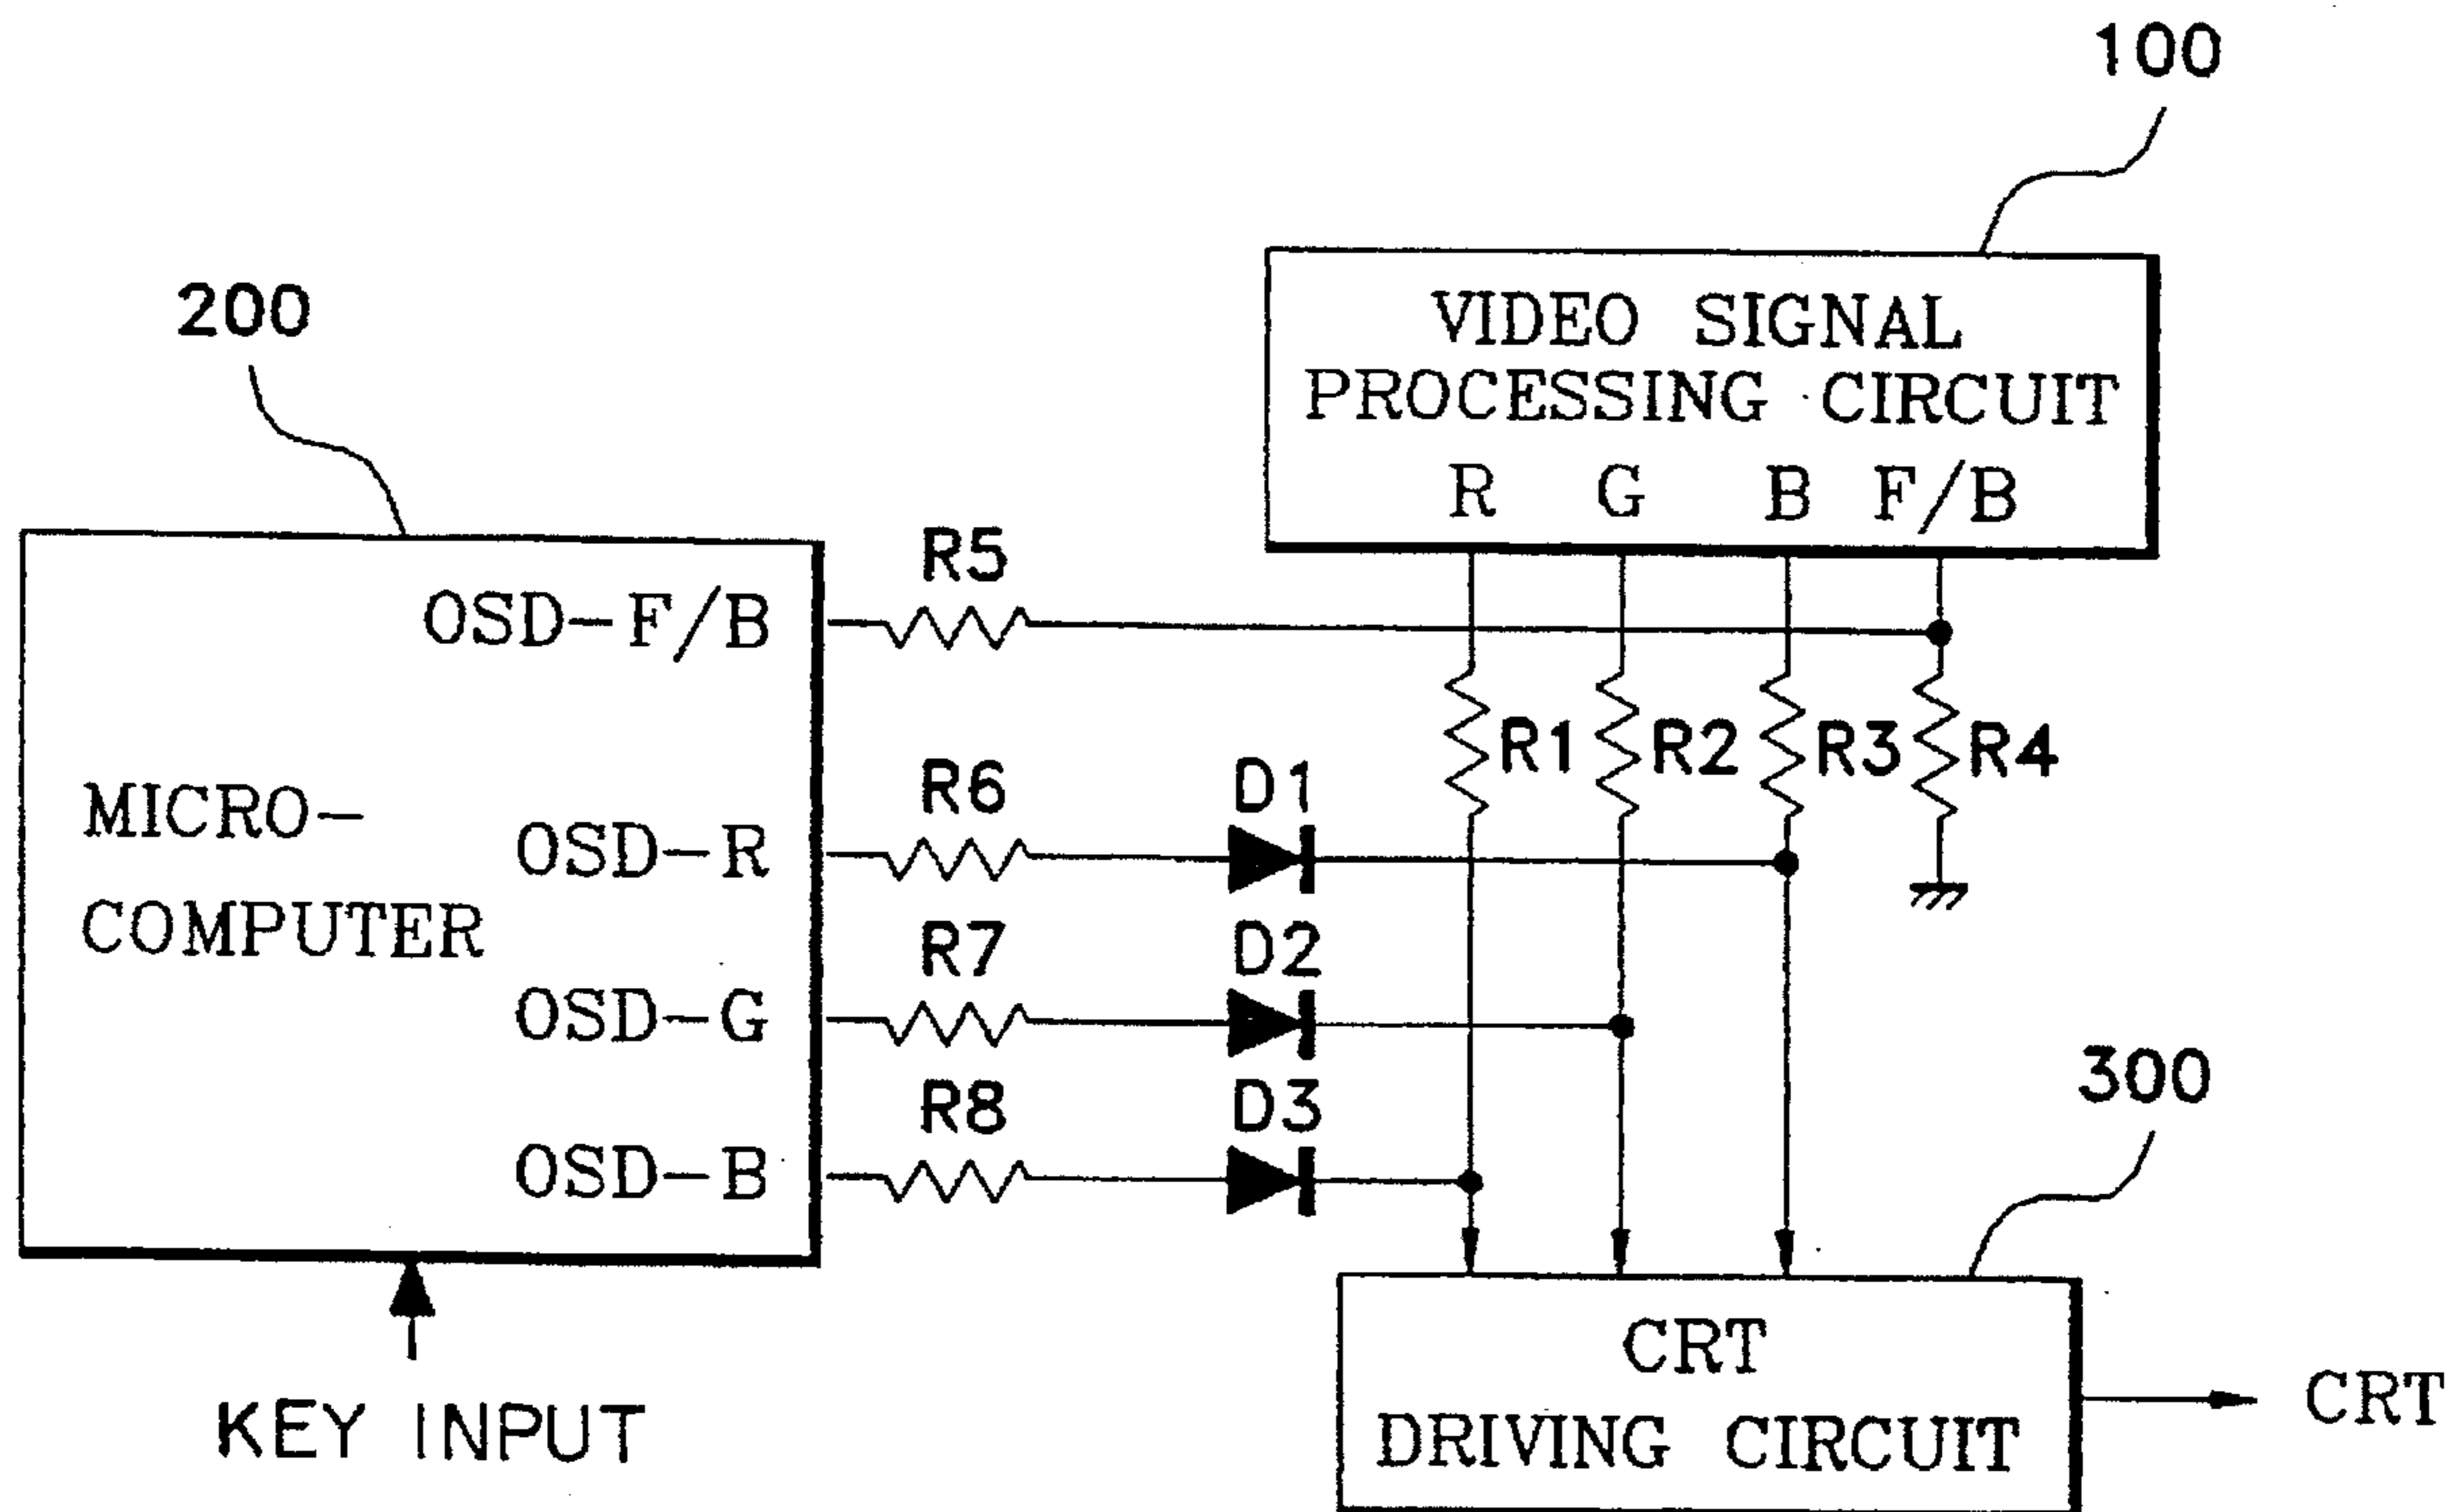 100
200
VIDEO SIGNAL
PROCESSING CIRCUIT
R G B F/B
R5
OSD-F/B
R1 R2 R3 R4
R6 D1
MICRO-
OSD-R
COMPUTER
R7 D2
OSD-G
R8 D3
300
OSD-B
CRT
DRIVING CIRCUIT
CRT
KEY INPUT